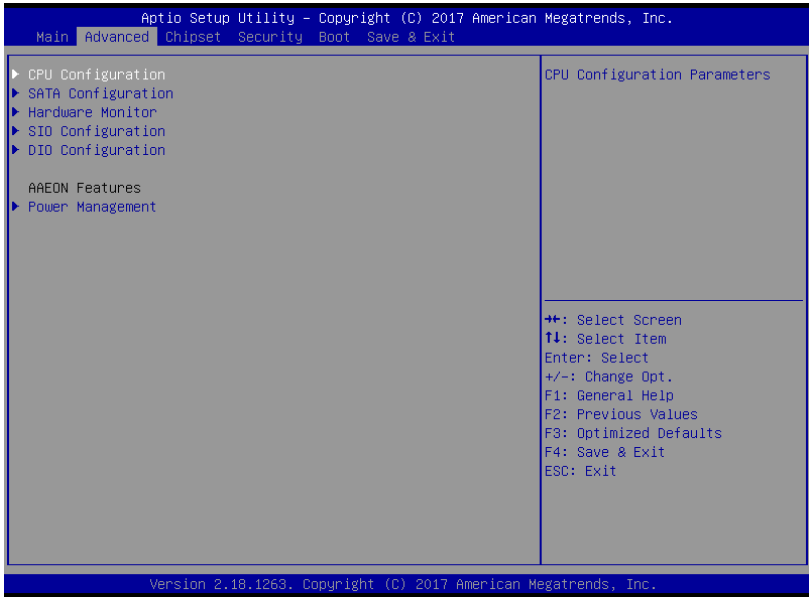 Aptio Setup Utility – Copyright (C) 2017 American Megatrends, Inc.
Main Advanced Chipset Security Boot Save & Exit
CPU Configuration
SATA Configuration
Hardware Monitor
SIO Configuration
DIO Configuration
AAEON Features
Power Management
CPU Configuration Parameters
→←: Select Screen
↑↓: Select Item
Enter: Select
+/-: Change Opt.
F1: General Help
F2: Previous Values
F3: Optimized Defaults
F4: Save & Exit
ESC: Exit
Version 2.18.1263. Copyright (C) 2017 American Megatrends, Inc.